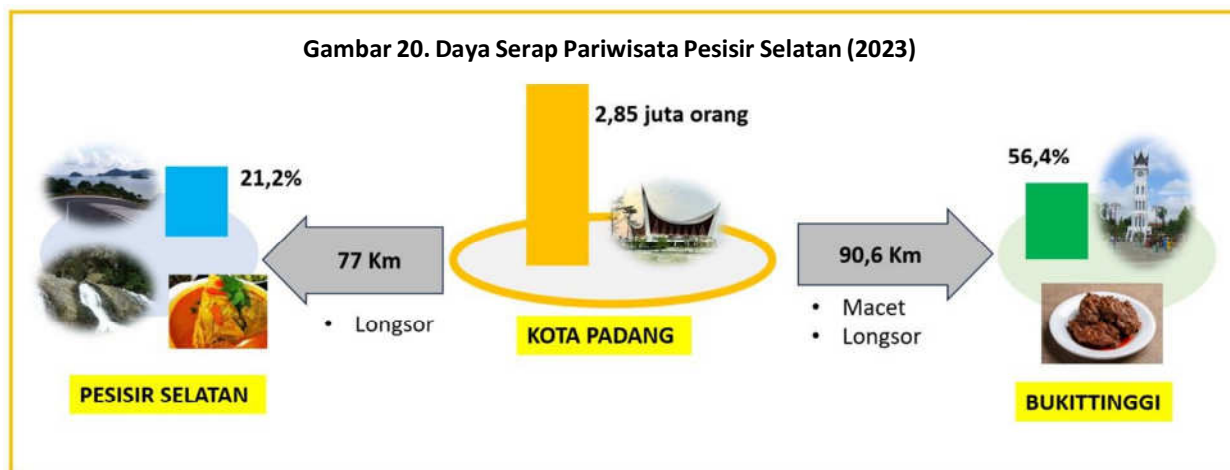 Gambar 20. Daya Serap Pariwisata Pesisir Selatan (2023)
2,85 juta orang
21,2%
56,4%
77 Km
90,6 Km
• Longsor
• Macet
• Longsor
KOTA PADANG
PESISIR SELATAN
BUKITTINGGI